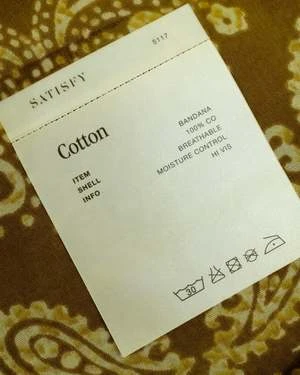 SATISFY 5117
Cotton
ITEM BANDANA
SHELL 100% CO
INFO BREATHABLE
MOISTURE CONTROL
HI VIS
30